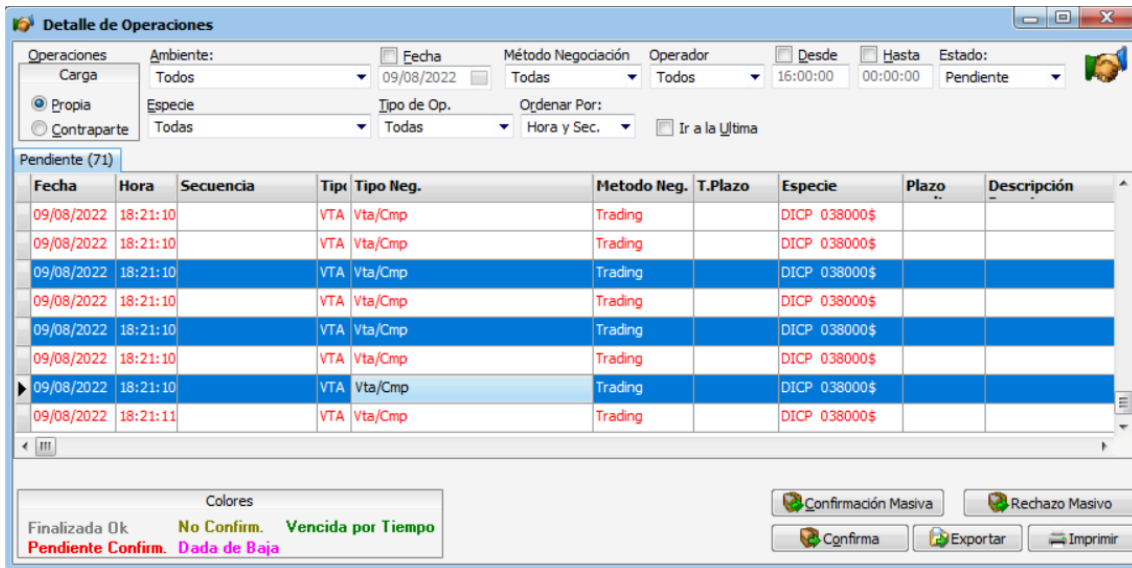 Detalle de Operaciones
Operaciones Ambiente: Fecha Método Negociación Operador Desde Hasta Estado:
Carga Todos 09/08/2022 Todas Todos 16:00:00 00:00:00 Pendiente
Propia Especie Tipo de Op. Ordenar Por:
Contraparte Todas Todas Hora y Sec. Ir a la Ultima
Pendiente (71)
Fecha Hora Secuencia Tipo Tipo Neg. Metodo Neg. T.Plazo Especie Plazo Descripción
09/08/2022 18:21:10 VTA Vta/Cmp Trading DICP 038000$
09/08/2022 18:21:10 VTA Vta/Cmp Trading DICP 038000$
09/08/2022 18:21:10 VTA Vta/Cmp Trading DICP 038000$
09/08/2022 18:21:10 VTA Vta/Cmp Trading DICP 038000$
09/08/2022 18:21:10 VTA Vta/Cmp Trading DICP 038000$
09/08/2022 18:21:10 VTA Vta/Cmp Trading DICP 038000$
09/08/2022 18:21:10 VTA Vta/Cmp Trading DICP 038000$
09/08/2022 18:21:11 VTA Vta/Cmp Trading DICP 038000$
Colores
Finalizada Ok No Confirm. Vencida por Tiempo
Pendiente Confirm. Dada de Baja
Confirmación Masiva Rechazo Masivo
Confirma Exportar Imprimir